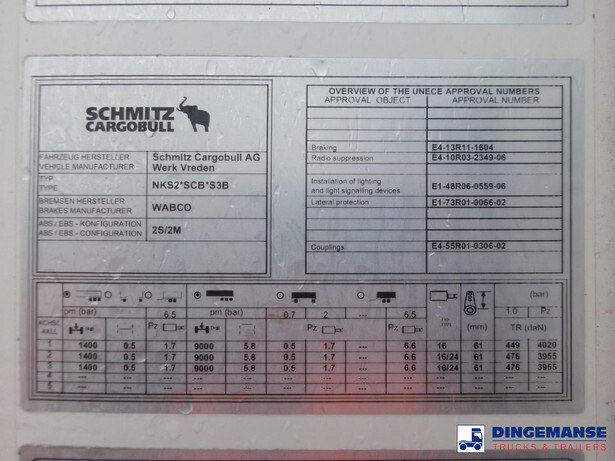 SCHMITZ
CARGOBULL
FAHRZEUG HERSTELLER
VEHICLE MANUFACTURER
Schmitz Cargobull AG
Werk Vreden
TYP
TYPE
NKS2*SCB*S3B
BREMSEN HERSTELLER
BRAKES MANUFACTURER
WABCO
ABS / EBS - KONFIGURATION
ABS / EBS - CONFIGURATION
2S/2M
OVERVIEW OF THE UNECE APPROVAL NUMBERS
APPROVAL OBJECT APPROVAL NUMBER
Braking E4-13R11-1604
Radio suppression E4-10R03-2349-06
Installation of lighting
and light signalling devices E1-48R06-0559-06
Lateral protection E1-73R01-0066-02
Couplings: E4-55R01-0306-02
(bar)
pm (bar) 6.5 pm (bar) 0.7 2 --- 6.5 1.0 Pz
ACHSE
AXLE Pz Pz (mm) TR (daN)
1400 0.5 1.7 9000 5.8 0.5 1.7 --- 6.6 16 61 449 4020
2 1400 0.5 1.7 9000 5.8 0.5 1.7 --- 6.6 16/24 61 476 3955
3 1400 0.5 1.7 9000 5.8 0.5 1.7 --- 6.6 16/24 61 476 3955
4 --- --- --- --- --- --- --- --- --- --- --- --- ---
5 --- --- --- --- --- --- --- --- --- --- --- --- ---
DINGEMANSE
TRUCKS & TRAILERS